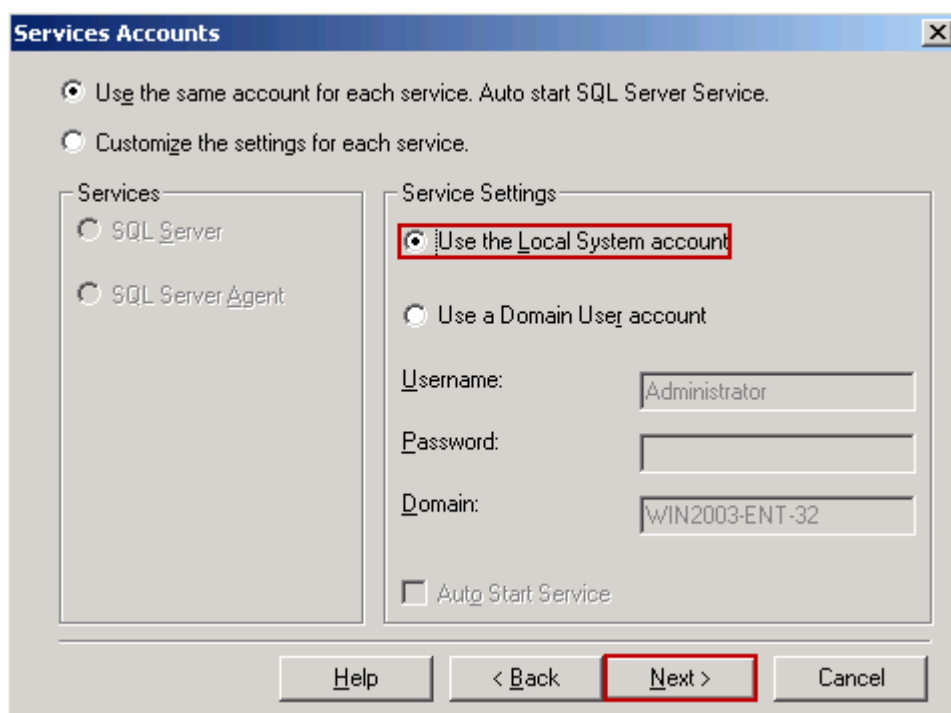 Services Accounts
Use the same account for each service. Auto start SQL Server Service.
Customize the settings for each service.
Services
SQL Server
SQL Server Agent
Service Settings
Use the Local System account
Use a Domain User account
Username:
Administrator
Password:
Domain:
WIN2003-ENT-32
Auto Start Service
Help
< Back
Next >
Cancel